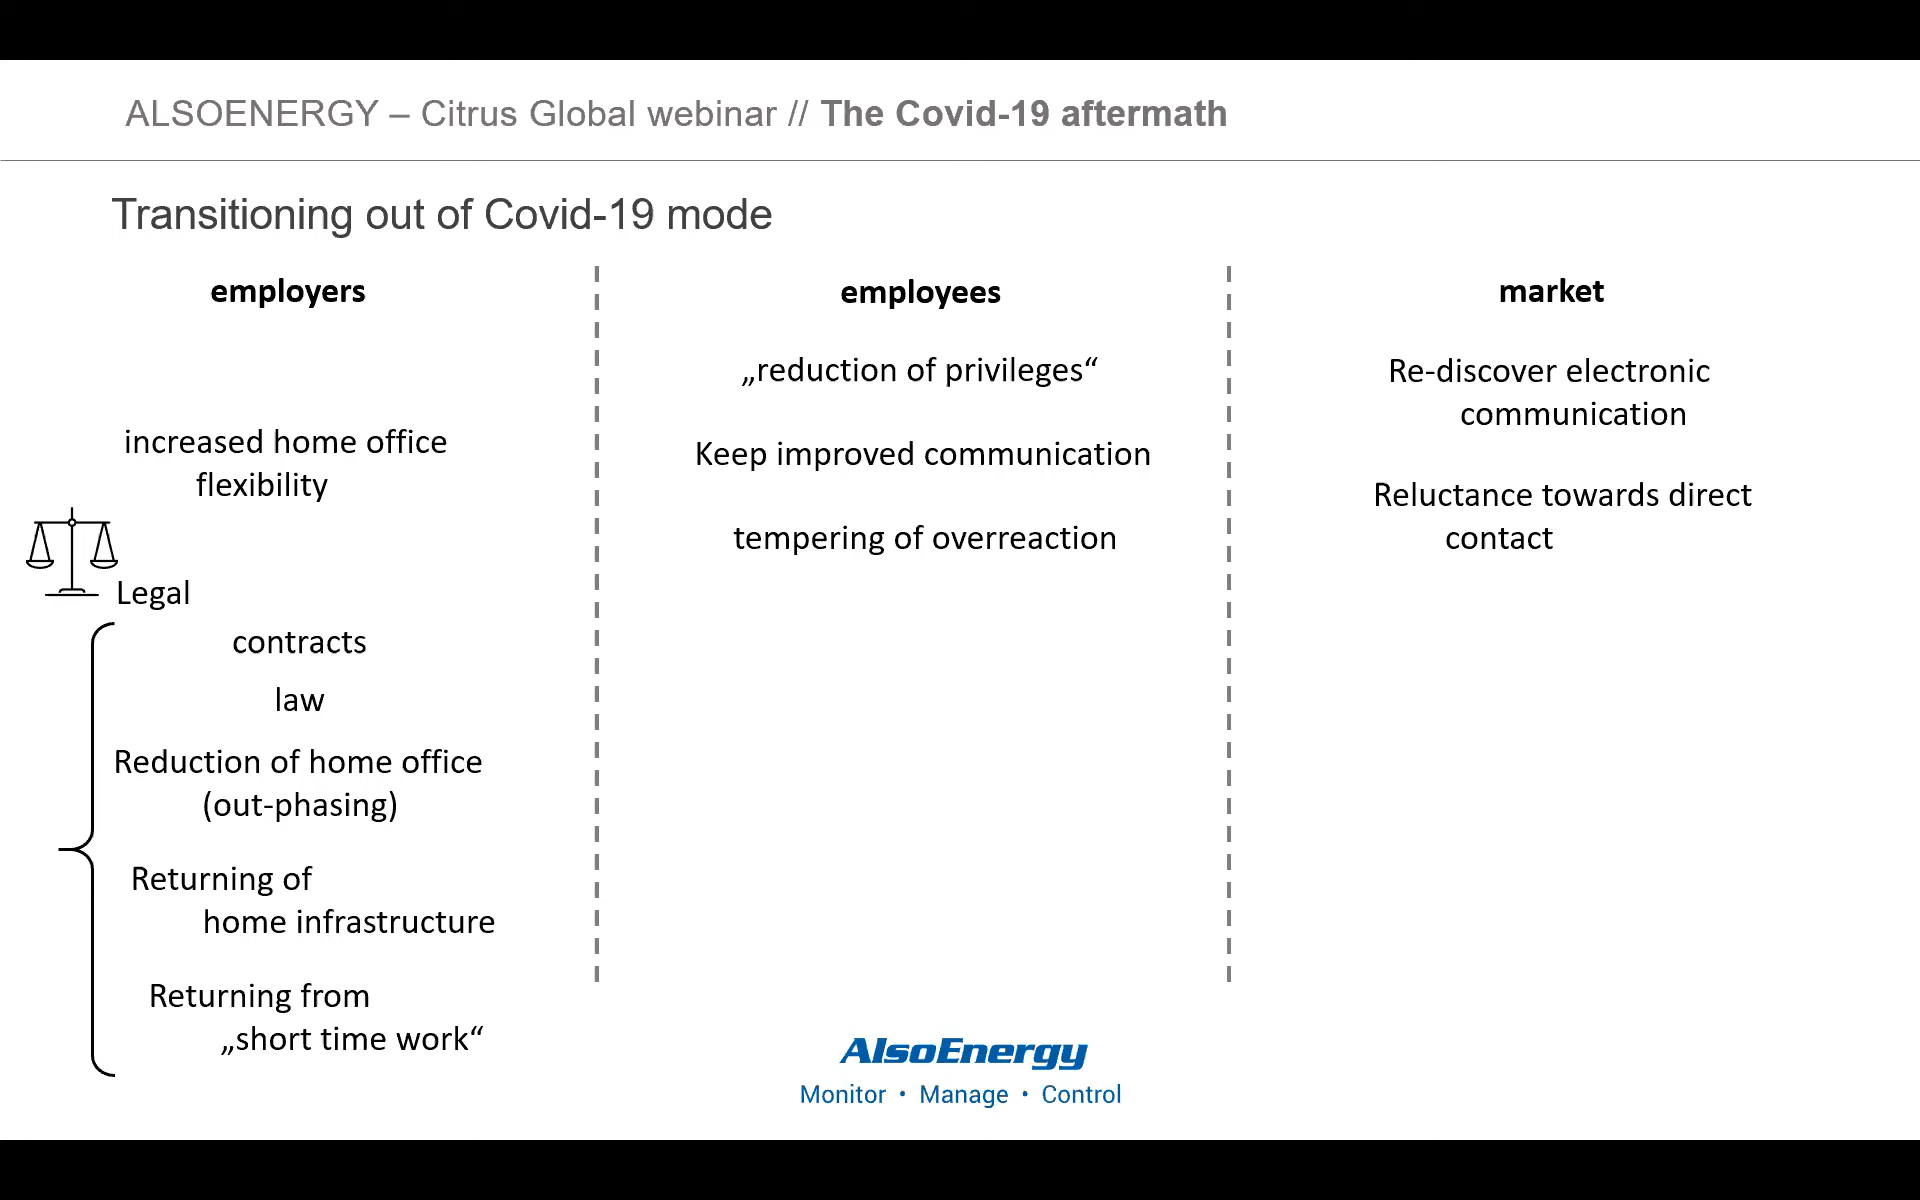 ALSOENERGY – Citrus Global webinar // The Covid-19 aftermath
Transitioning out of Covid-19 mode
employers
increased home office
flexibility
Legal
contracts
law
Reduction of home office
(out-phasing)
Returning of
home infrastructure
Returning from
„short time work“
employees
„reduction of privileges“
Keep improved communication
tempering of overreaction
market
Re-discover electronic
communication
Reluctance towards direct
contact
AlsoEnergy
Monitor • Manage • Control